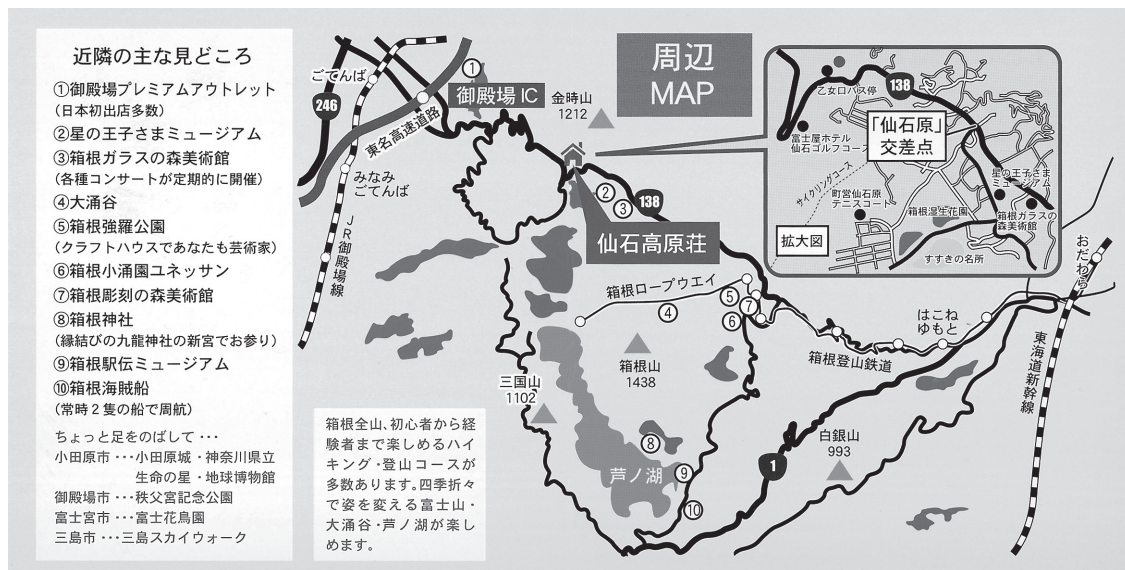 近隣の主な見どころ
①御殿場プレミアムアウトレット
(日本初出店多数)
②星の王子さまミュージアム
③箱根ガラスの森美術館
(各種コンサートが定期的に開催)
④大涌谷
⑤箱根強羅公園
(クラフトハウスであなたも芸術家)
⑥箱根小涌園ユネッサン
⑦箱根彫刻の森美術館
⑧箱根神社
(縁結びの九龍神社の新宮でお参り)
⑨箱根駅伝ミュージアム
⑩箱根海賊船
(常時2隻の船で周航)
ちょっと足をのばして・・・
小田原市・・・小田原城・神奈川県立
生命の星・地球博物館
御殿場市・・・秩父宮記念公園
富士宮市・・・富士花鳥園
三島市・・・三島スカイウォーク
周辺
MAP
ごてんば
246
①
御殿場 IC
東名高速道路
みなみ
ごてんば
JR御殿場線
金時山
1212
②
③
138
仙石高原荘
箱根ロープウエイ
④
⑤
⑦
⑥
箱根山
1438
三国山
1102
⑧
芦ノ湖
⑨
⑩
はこね
ゆもと
箱根登山鉄道
白銀山
993
1
おだわら
東海道新幹線
箱根全山、初心者から経
験者まで楽しめるハイ
キング・登山コースが
多数あります。四季折々
で姿を変える富士山・
大涌谷・芦ノ湖が楽し
めます。
乙女口バス停
138
「仙石原」
交差点
富士屋ホテル
仙石ゴルフコース
サイクリングコース
町営仙石原
テニスコート
星の王子さま
ミュージアム
箱根湿生花園
箱根ガラスの
森美術館
拡大図
すすきの名所